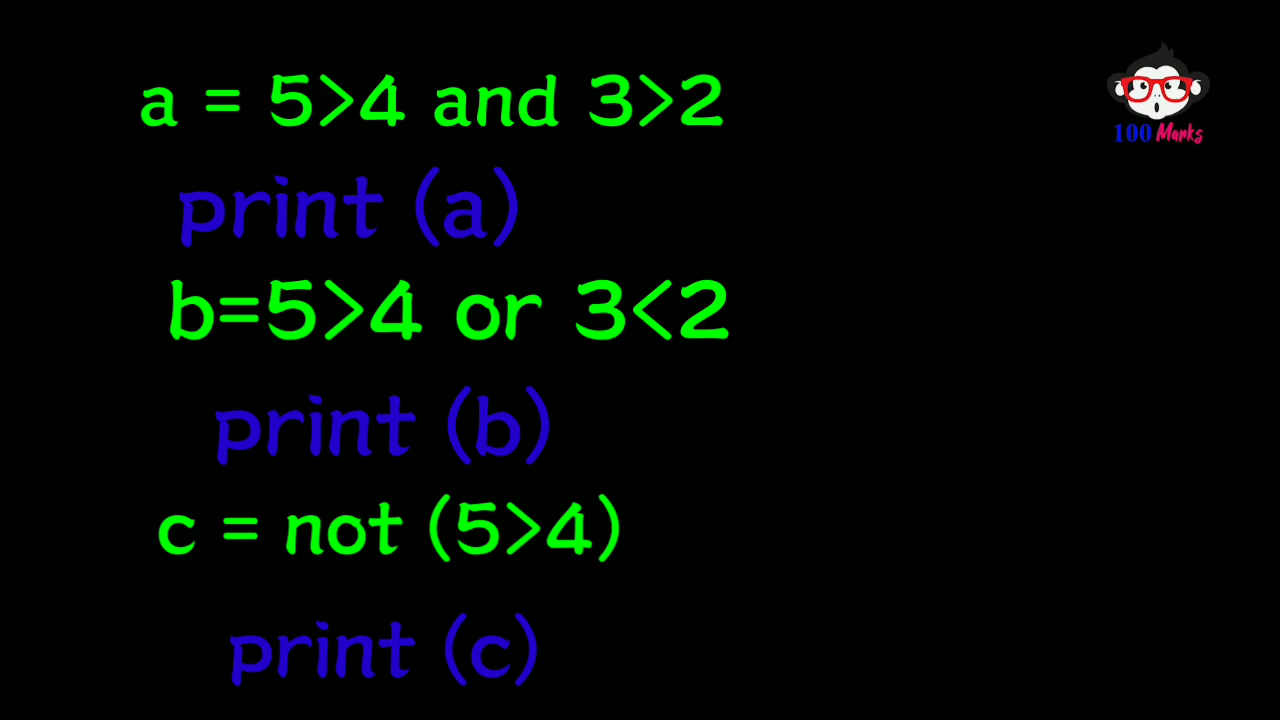 a = 5>4 and 3>2
100 Marks
print (a)
b=5>4 or 3<2
print (b)
c = not (5>4)
print (c)